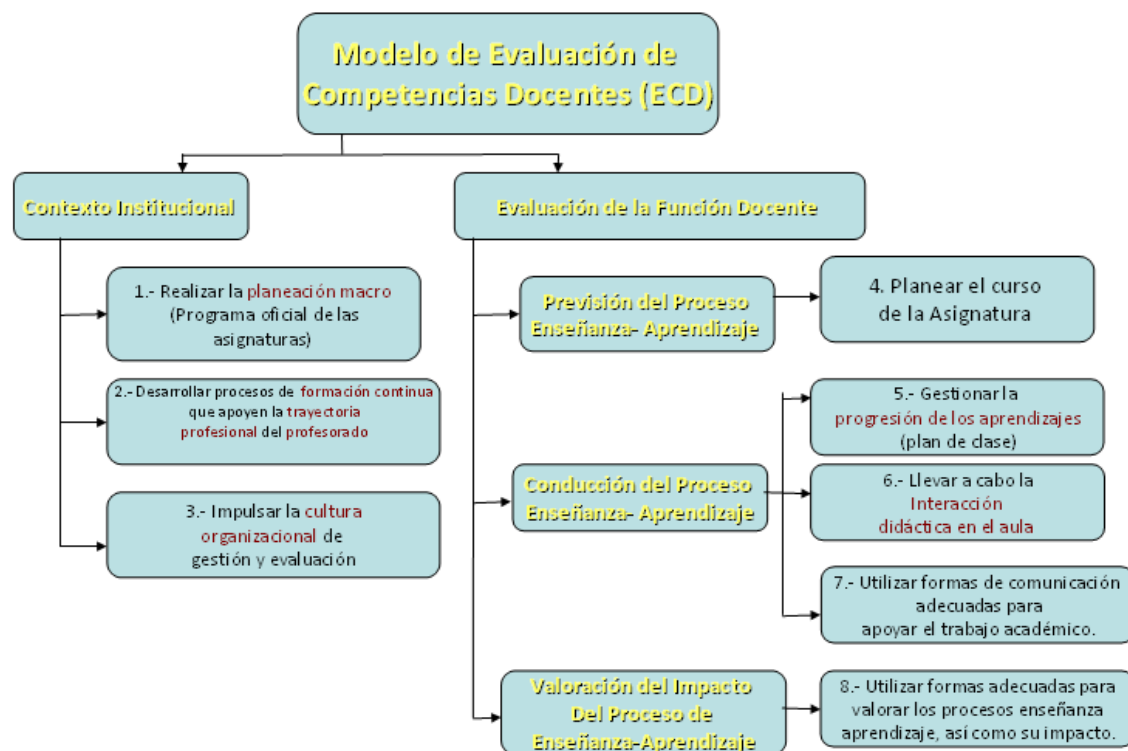 Modelo de Evaluación de
Competencias Docentes (ECD)
Contexto Institucional
1.- Realizar la planeación macro
(Programa oficial de las
asignaturas)
2.- Desarrollar procesos de formación continua
que apoyen la trayectoria
profesional del profesorado
3.- Impulsar la cultura
organizacional de
gestión y evaluación
Evaluación de la Función Docente
Previsión del Proceso
Enseñanza- Aprendizaje
4. Planear el curso
de la Asignatura
Conducción del Proceso
Enseñanza- Aprendizaje
5.- Gestionar la
progresión de los aprendizajes
(plan de clase)
6.- Llevar a cabo la
Interacción
didáctica en el aula
7.- Utilizar formas de comunicación
adecuadas para
apoyar el trabajo académico.
Valoración del Impacto
Del Proceso de
Enseñanza-Aprendizaje
8.- Utilizar formas adecuadas para
valorar los procesos enseñanza
aprendizaje, así como su impacto.